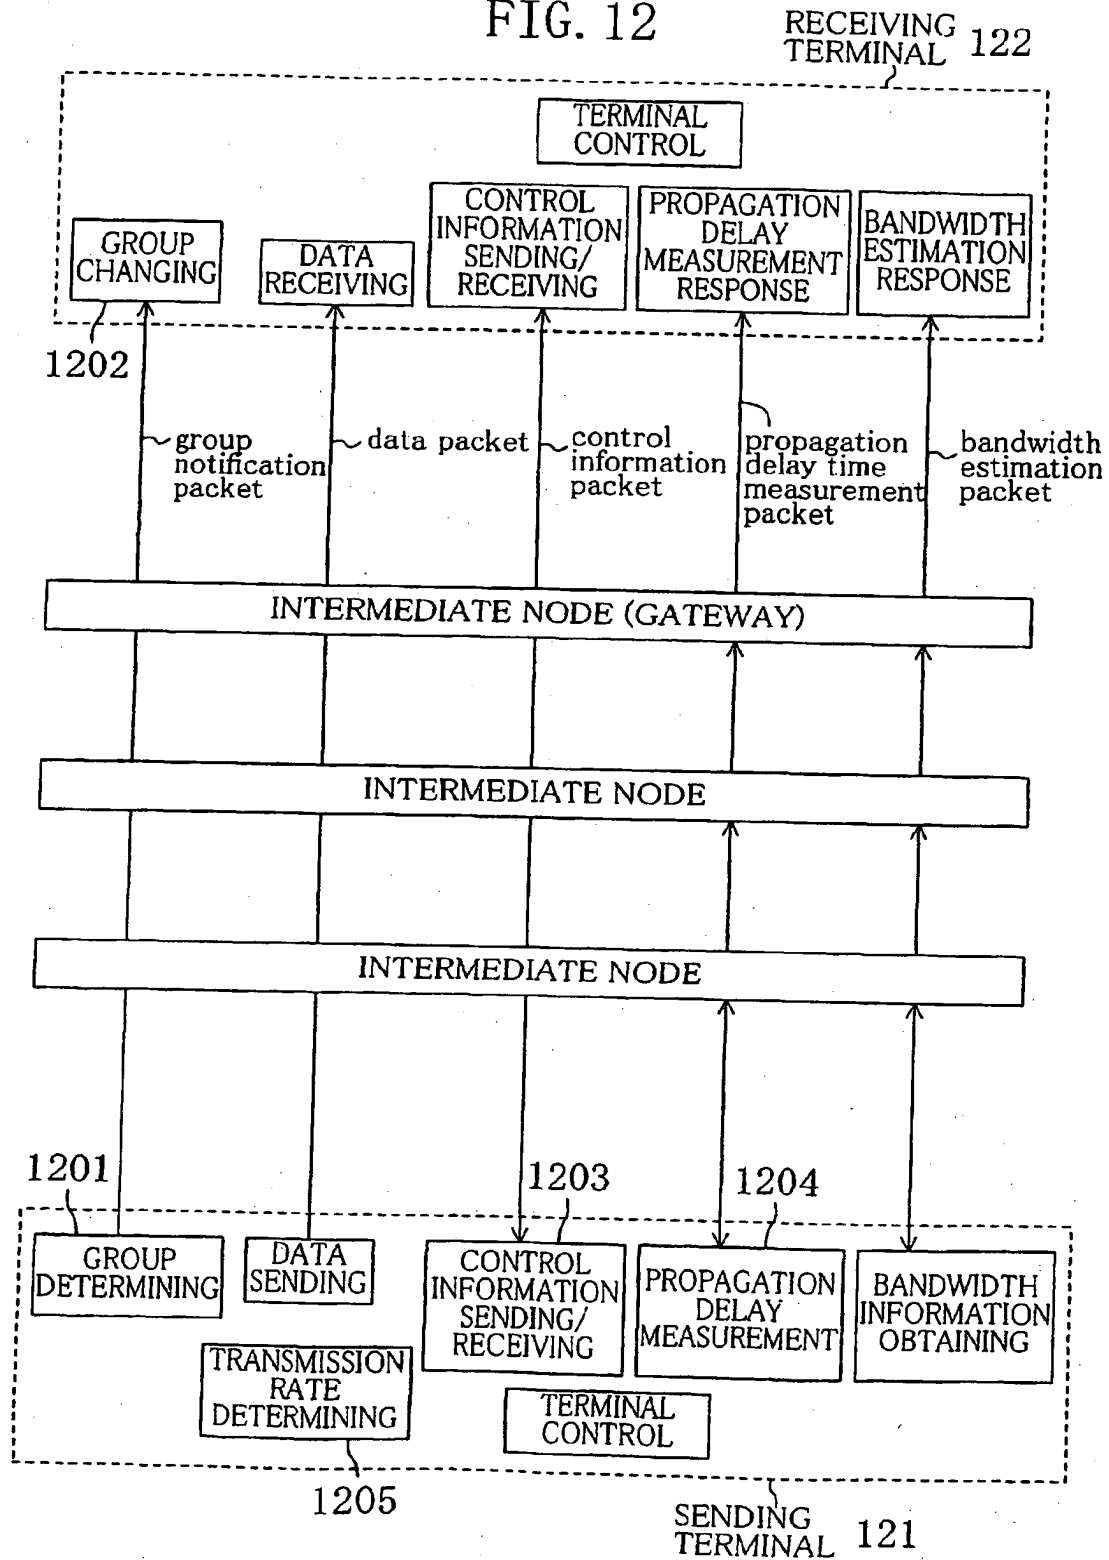 FIG. 12
RECEIVING
TERMINAL 122
TERMINAL
CONTROL
GROUP
CHANGING
DATA
RECEIVING
CONTROL
INFORMATION
SENDING/
RECEIVING
PROPAGATION
DELAY
MEASUREMENT
RESPONSE
BANDWIDTH
ESTIMATION
RESPONSE
1202
group
notification
packet
data packet
control
information
packet
propagation
delay time
measurement
packet
bandwidth
estimation
packet
INTERMEDIATE NODE (GATEWAY)
INTERMEDIATE NODE
INTERMEDIATE NODE
1201
1203
1204
GROUP
DETERMINING
DATA
SENDING
CONTROL
INFORMATION
SENDING/
RECEIVING
PROPAGATION
DELAY
MEASUREMENT
BANDWIDTH
INFORMATION
OBTAINING
TRANSMISSION
RATE
DETERMINING
TERMINAL
CONTROL
1205
SENDING
TERMINAL 121